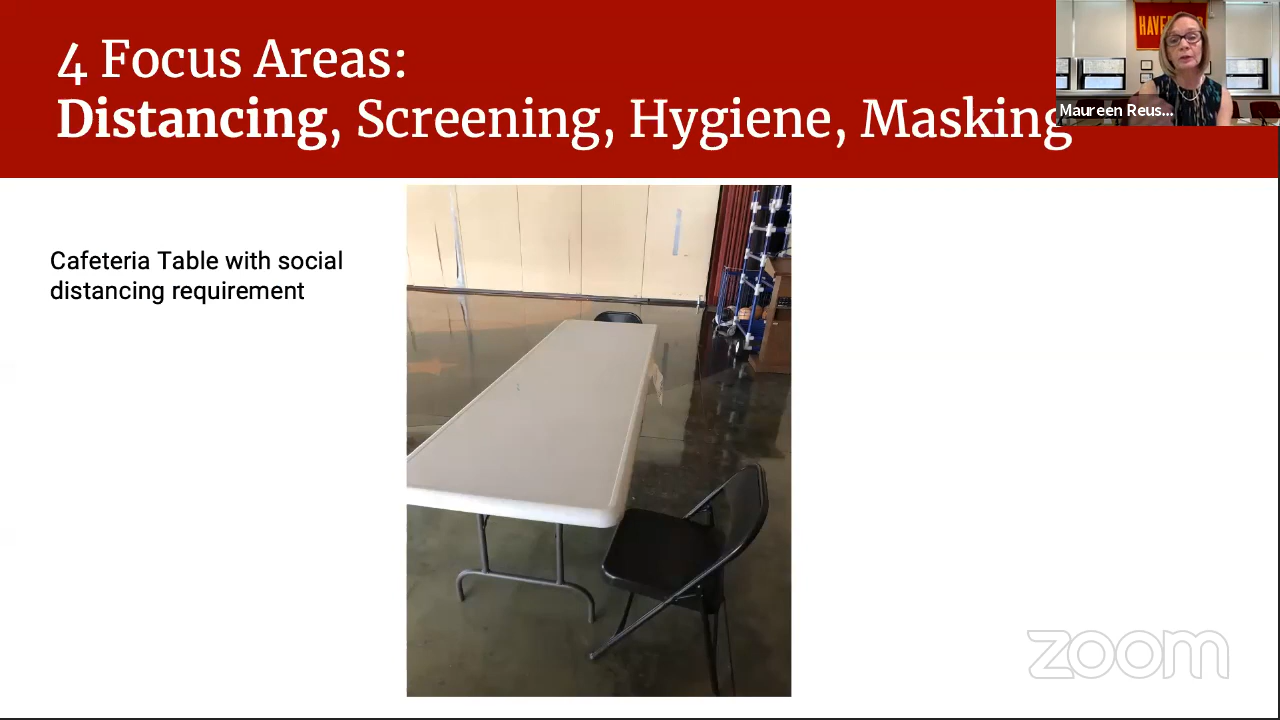 4 Focus Areas:
Distancing, Screening, Hygiene, Masking
Maureen Reus...
Cafeteria Table with social
distancing requirement
zoom